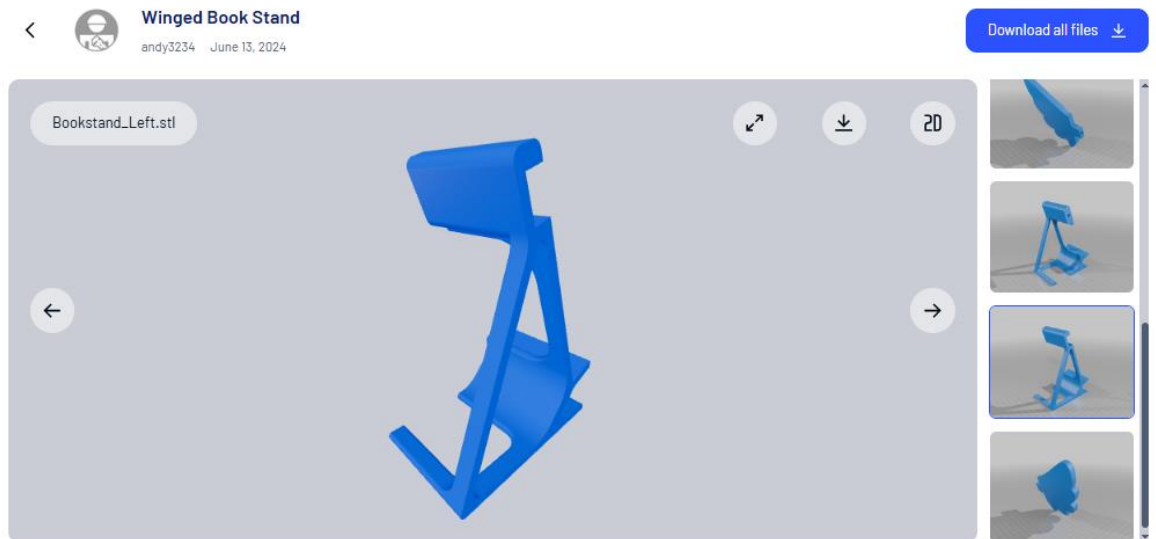 Winged Book Stand
andy3234 June 13, 2024
Download all files
Bookstand_Left.stl
2D